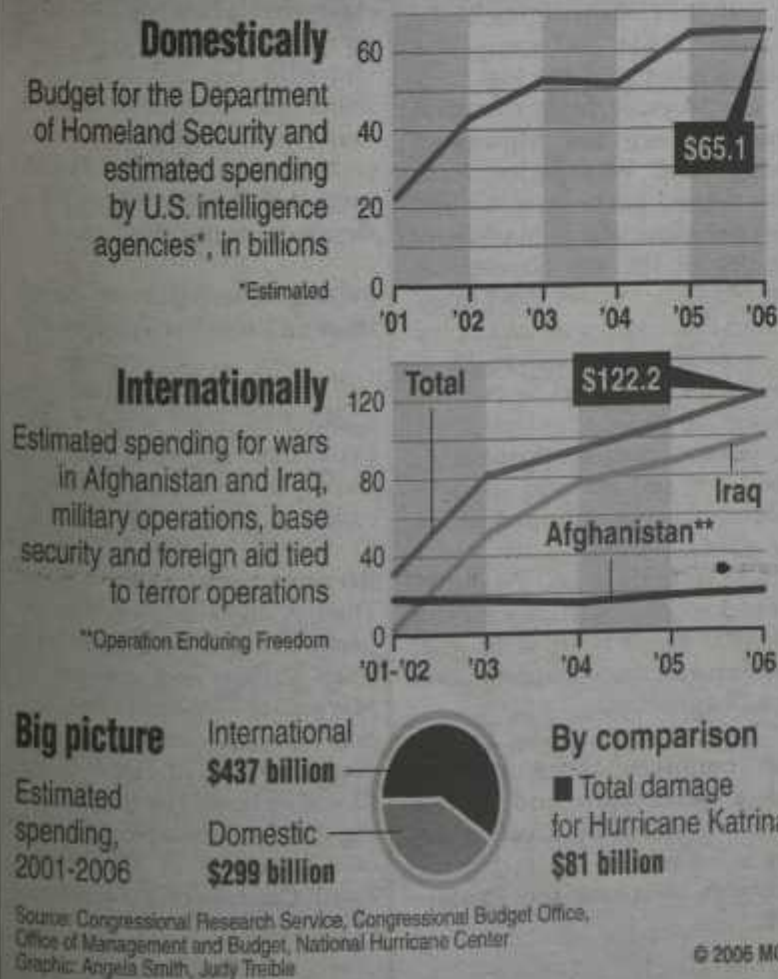 Domestically
Budget for the Department
of Homeland Security and
estimated spending
by U.S. intelligence
agencies*, in billions
*Estimated
60
40
20
0
$65.1
'01 '02 '03 '04 '05 '06
Internationally
Estimated spending for wars
in Afghanistan and Iraq,
military operations, base
security and foreign aid tied
to terror operations
**Operation Enduring Freedom
120
80
40
0
Total
$122.2
Iraq
Afghanistan**
'01-'02 '03 '04 '05 '06
Big picture
Estimated
spending,
2001-2006
International
$437 billion
Domestic
$299 billion
By comparison
Total damage
for Hurricane Katrina
$81 billion
Source: Congressional Research Service, Congressional Budget Office,
Office of Management and Budget, National Hurricane Center
Graphic: Angela Smith, Judy Treible
© 2006 MC